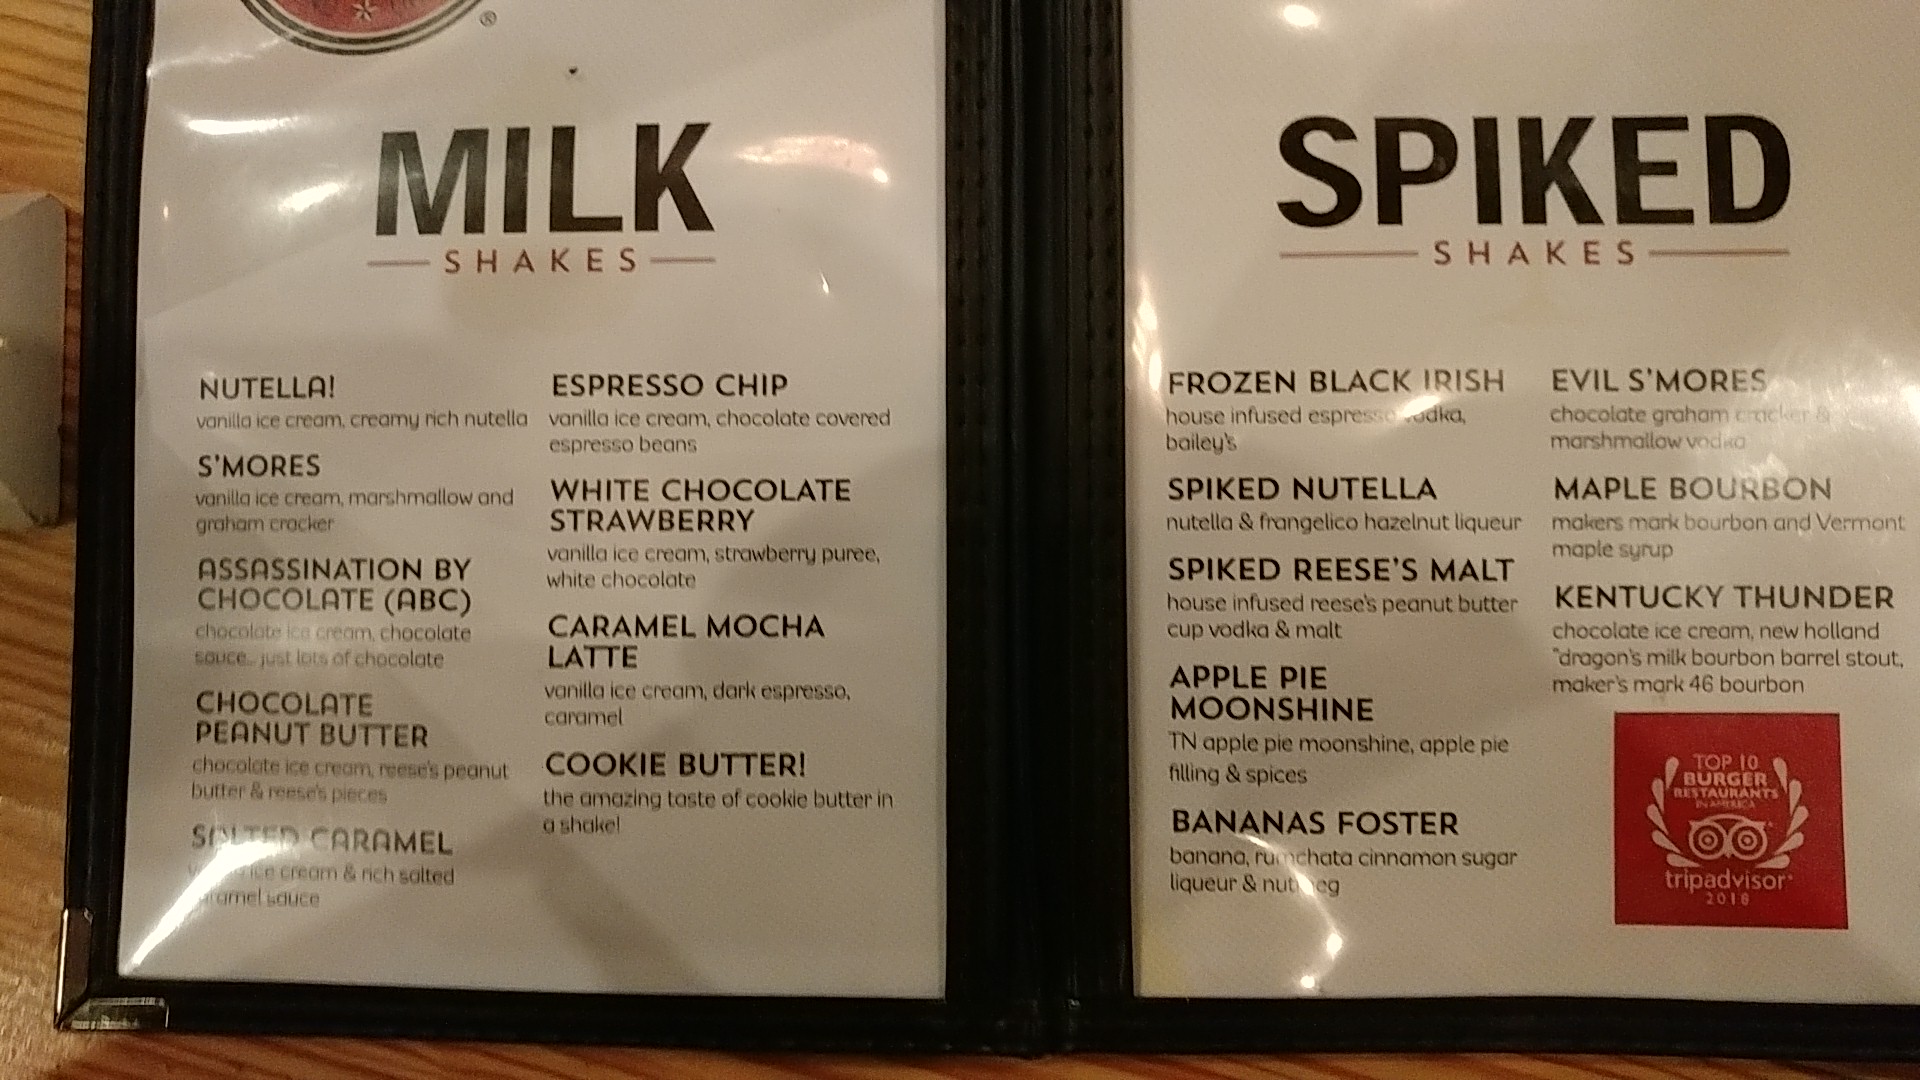 ®
MILK
SHAKES
NUTELLA!
vanilla ice cream, creamy rich nutella
S'MORES
vanilla ice cream, marshmallow and
graham cracker
ASSASSINATION BY
CHOCOLATE (ABC)
chocolate ice cream, chocolate
sauce... just lots of chocolate
CHOCOLATE
PEANUT BUTTER
chocolate ice cream, reese's peanut
butter & reese's pieces
SALTED CARAMEL
ice cream & rich salted
caramel sauce
ESPRESSO CHIP
vanilla ice cream, chocolate covered
espresso beans
WHITE CHOCOLATE
STRAWBERRY
vanilla ice cream, strawberry puree,
white chocolate
CARAMEL MOCHA
LATTE
vanilla ice cream, dark espresso,
caramel
COOKIE BUTTER!
the amazing taste of cookie butter in
a shake!
SPIKED
SHAKES
FROZEN BLACK IRISH
house infused espresso vodka,
bailey's
SPIKED NUTELLA
nutella & frangelico hazelnut liqueur
SPIKED REESE'S MALT
house infused reese's peanut butter
cup vodka & malt
APPLE PIE
MOONSHINE
TN apple pie moonshine, apple pie
filling & spices
BANANAS FOSTER
banana, rumchata cinnamon sugar
liqueur & nutmeg
EVIL S'MORES
chocolate graham cracker &
marshmallow vodka
MAPLE BOURBON
makers mark bourbon and Vermont
maple syrup
KENTUCKY THUNDER
chocolate ice cream, new holland
"dragon's milk bourbon barrel stout,
maker's mark 46 bourbon
TOP 10
BURGER
RESTAURANTS
IN AMERICA
tripadvisor®
2018